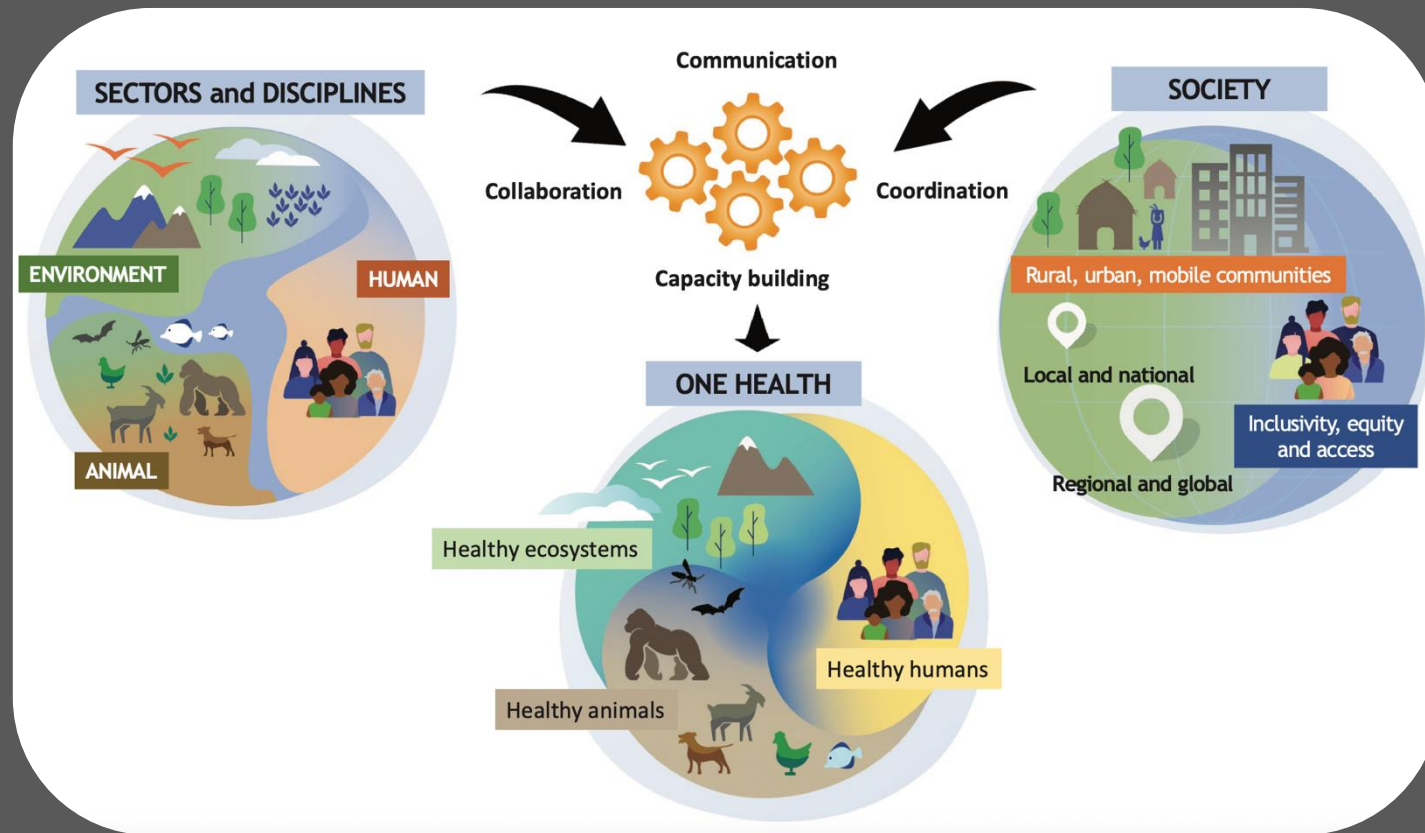 SECTORS and DISCIPLINES
ENVIRONMENT
HUMAN
ANIMAL
Communication
Collaboration
Coordination
Capacity building
SOCIETY
Rural, urban, mobile communities
Local and national
Inclusivity, equity
and access
Regional and global
ONE HEALTH
Healthy ecosystems
Healthy humans
Healthy animals